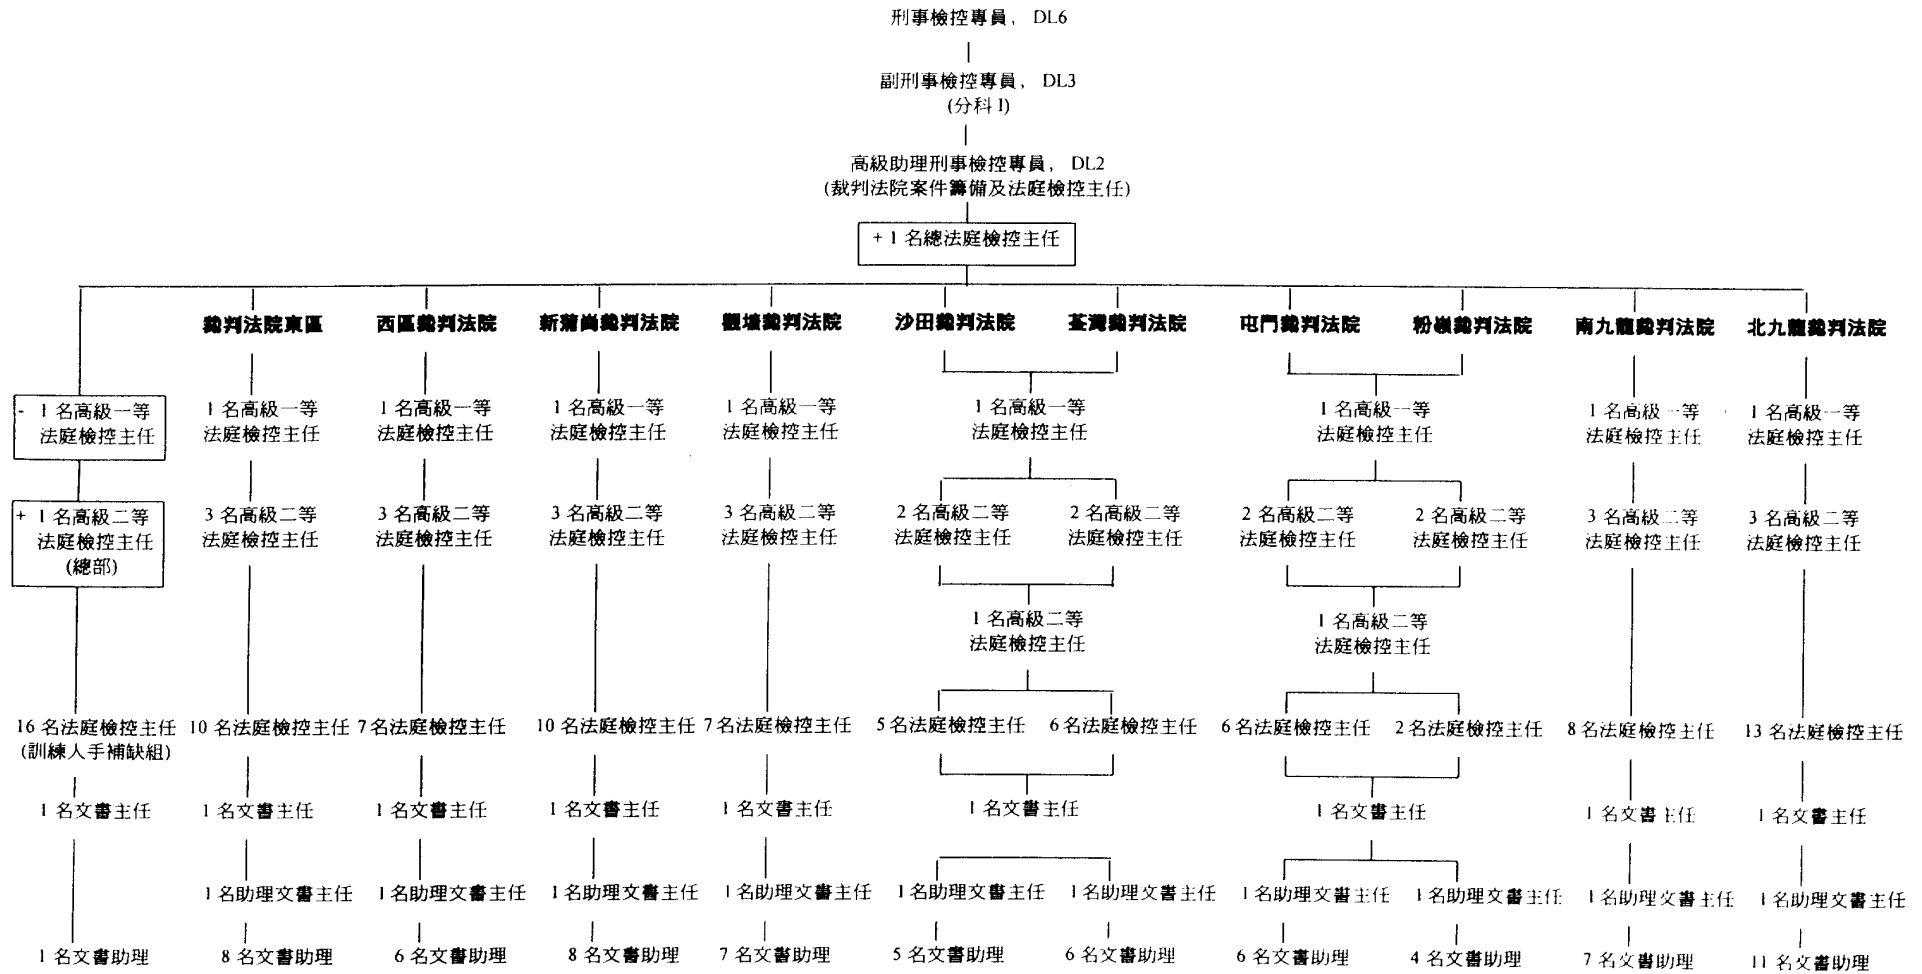 刑事檢控專員， DL6
副刑事檢控專員， DL3
(分科 1)
高級助理刑事檢控專員， DL2
(裁判法院案件籌備及法庭檢控主任)
+ 1 名總法庭檢控主任
裁判法院東區 西區裁判法院 新蒲崗裁判法院 觀塘裁判法院 沙田裁判法院 荃灣裁判法院 屯門裁判法院 粉嶺裁判法院 南九龍裁判法院 北九龍裁判法院
- 1 名高級一等 1 名高級一等 1 名高級一等 1 名高級一等 1 名高級一等 1 名高級一等 1 名高級一等 1 名高級一等 1 名高級一等
法庭檢控主任 法庭檢控主任 法庭檢控主任 法庭檢控主任 法庭檢控主任 法庭檢控主任 法庭檢控主任 法庭檢控主任 法庭檢控主任
+ 1 名高級二等 3 名高級二等 3 名高級二等 3 名高級二等 3 名高級二等 2 名高級二等 2 名高級二等 2 名高級二等 2 名高級二等 3 名高級二等 3 名高級二等
法庭檢控主任 法庭檢控主任 法庭檢控主任 法庭檢控主任 法庭檢控主任 法庭檢控主任 法庭檢控主任 法庭檢控主任 法庭檢控主任 法庭檢控主任 法庭檢控主任
(總部)
1 名高級二等 1 名高級二等
法庭檢控主任 法庭檢控主任
16 名法庭檢控主任 10 名法庭檢控主任 7 名法庭檢控主任 10 名法庭檢控主任 7 名法庭檢控主任 5 名法庭檢控主任 6 名法庭檢控主任 6 名法庭檢控主任 2 名法庭檢控主任 8 名法庭檢控主任 13 名法庭檢控主任
(訓練人手補缺組)
1 名文書主任 1 名文書主任 1 名文書主任 1 名文書主任 1 名文書主任 1 名文書主任 1 名文書主任 1 名文書主任 1 名文書主任
1 名助理文書主任 1 名助理文書主任 1 名助理文書主任 1 名助理文書主任 1 名助理文書主任 1 名助理文書主任 1 名助理文書主任 1 名助理文書主任 1 名助理文書主任 1 名助理文書主任
1 名文書助理 8 名文書助理 6 名文書助理 8 名文書助理 7 名文書助理 5 名文書助理 6 名文書助理 6 名文書助理 4 名文書助理 7 名文書助理 11 名文書助理